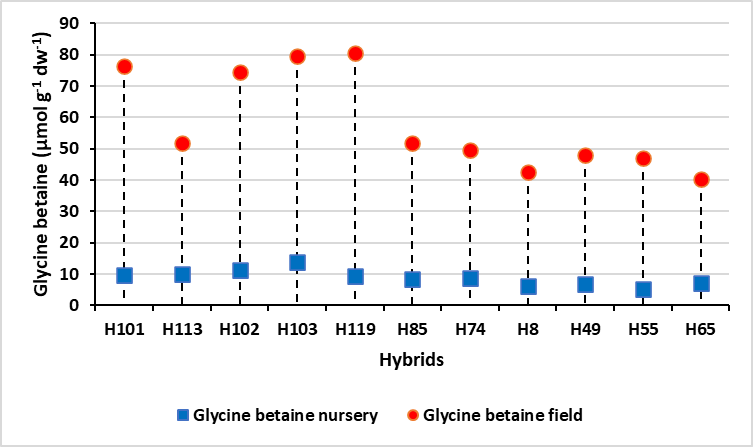 Glycine betaine (µmol g⁻¹ dw⁻¹)
90
80
70
60
50
40
30
20
10
0
H101 H113 H102 H103 H119 H85 H74 H8 H49 H55 H65
Hybrids
Glycine betaine nursery Glycine betaine field